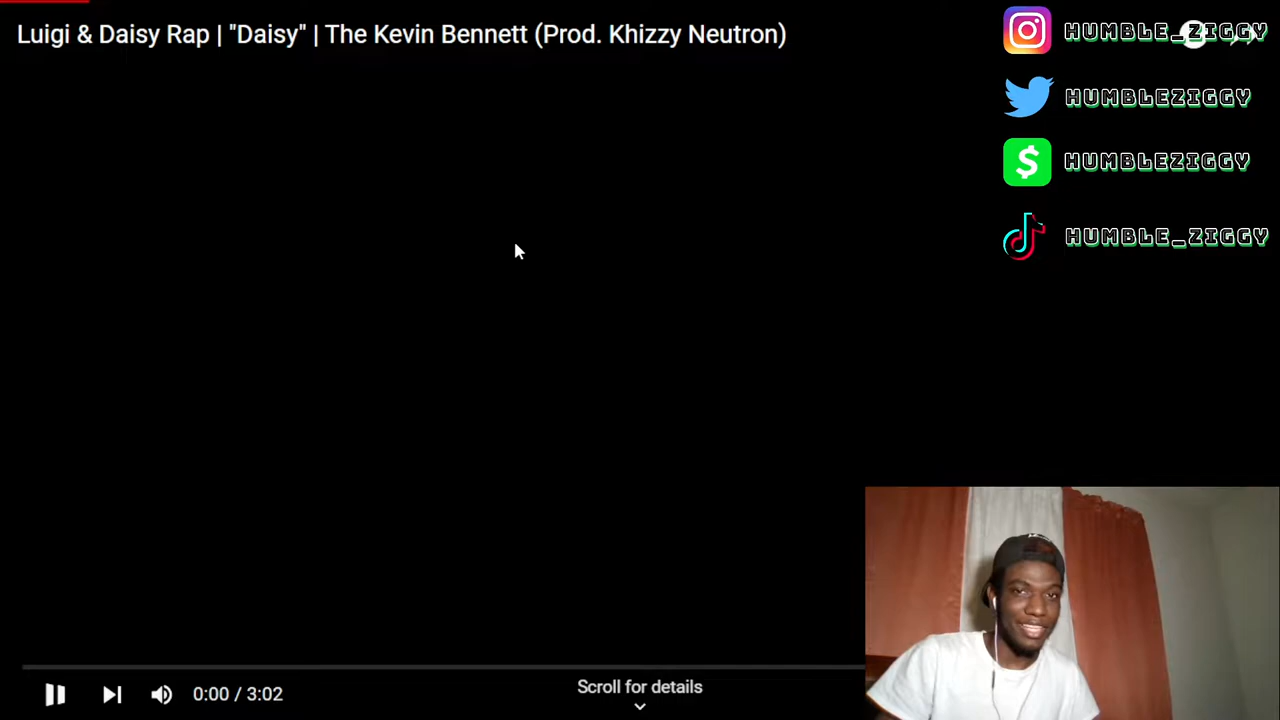 Luigi & Daisy Rap | "Daisy" | The Kevin Bennett (Prod. Khizzy Neutron)
HUMBLE_ZIGGY
HUMBLEZIGGY
HUMBLEZIGGY
HUMBLE_ZIGGY
0:00 / 3:02
Scroll for details